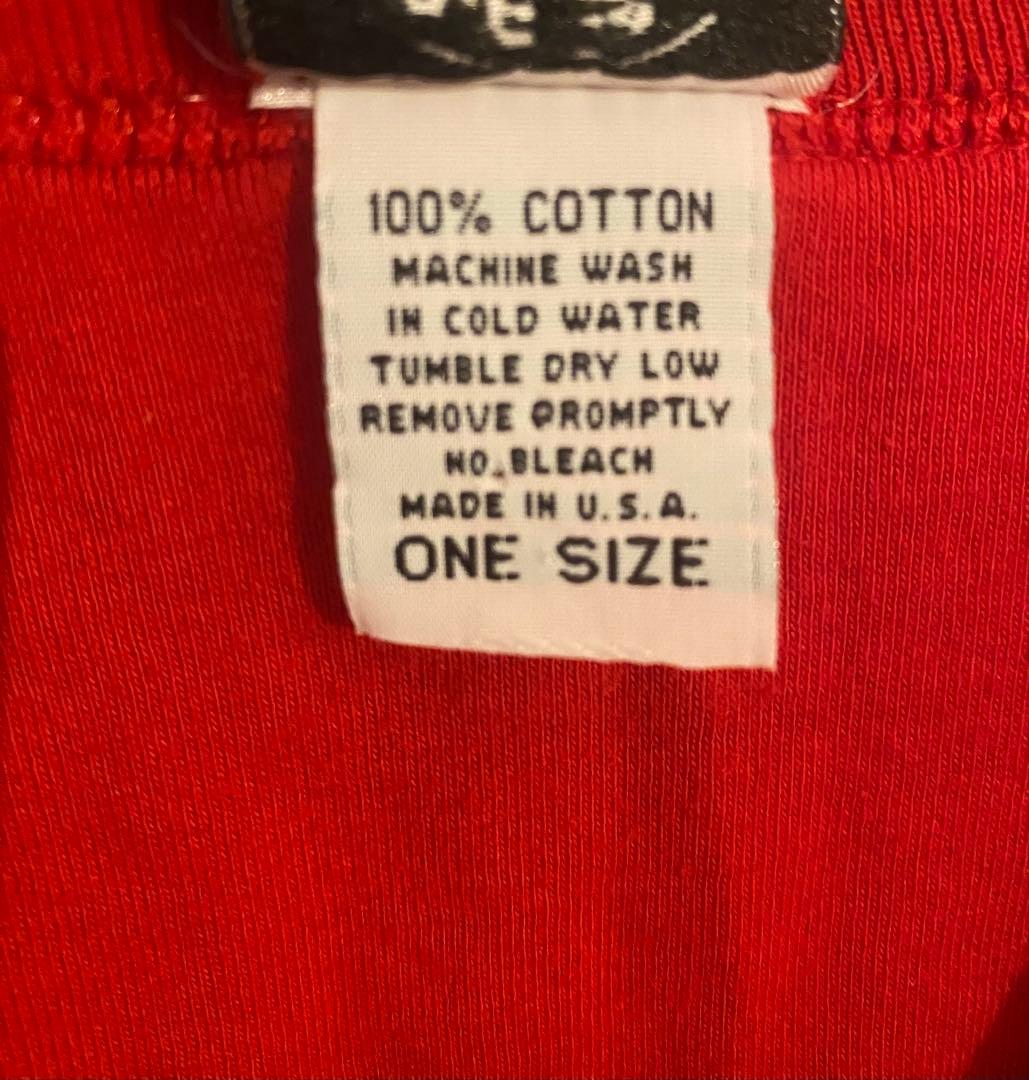 100% COTTON
MACHINE WASH
IN COLD WATER
TUMBLE DRY LOW
REMOVE PROMPTLY
NO BLEACH
MADE IN U.S.A.
ONE SIZE